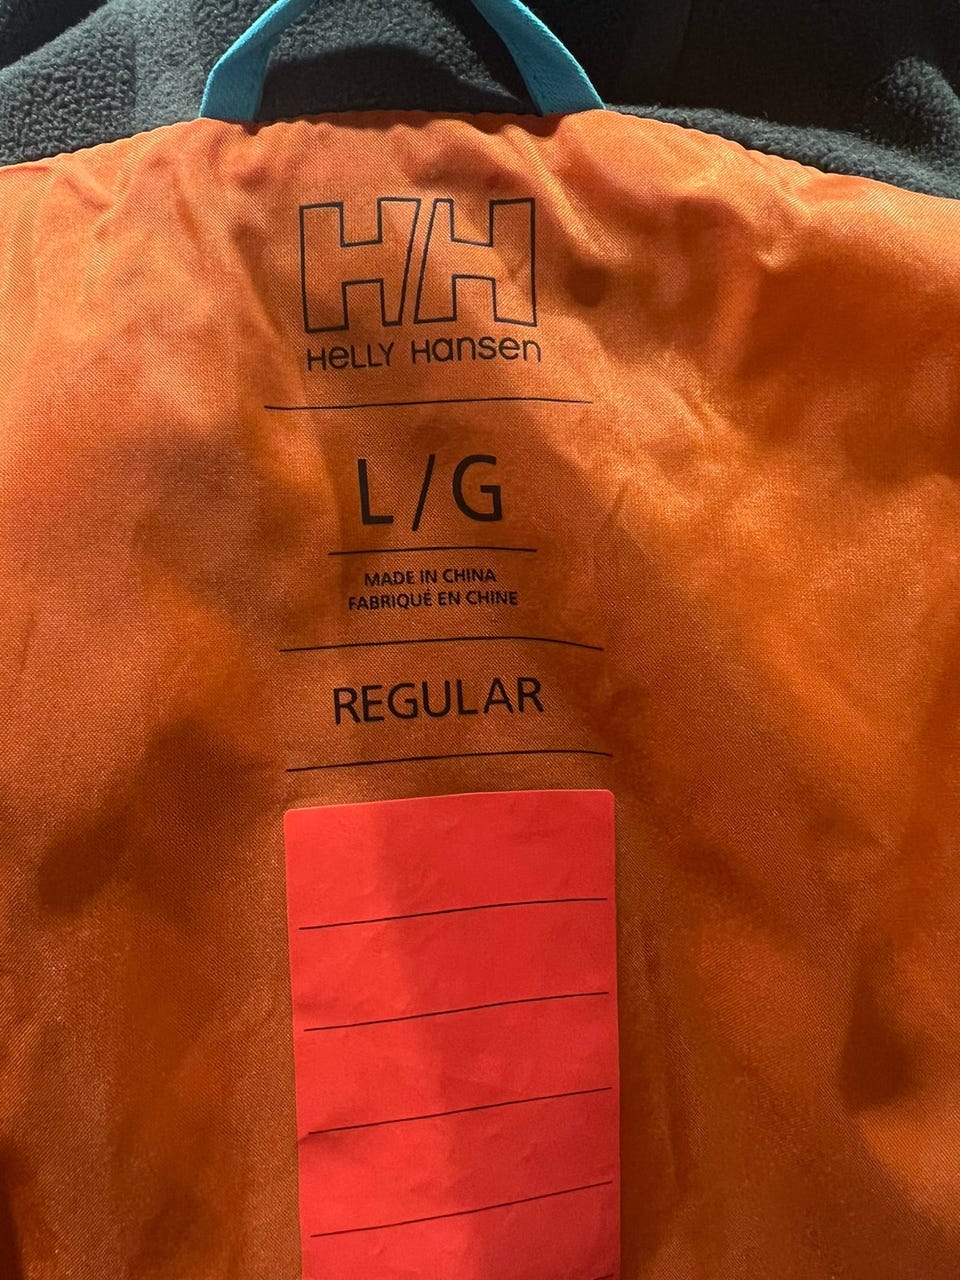 HH
HELLY HANSEN
L/G
MADE IN CHINA
FABRIQUÉ EN CHINE
REGULAR